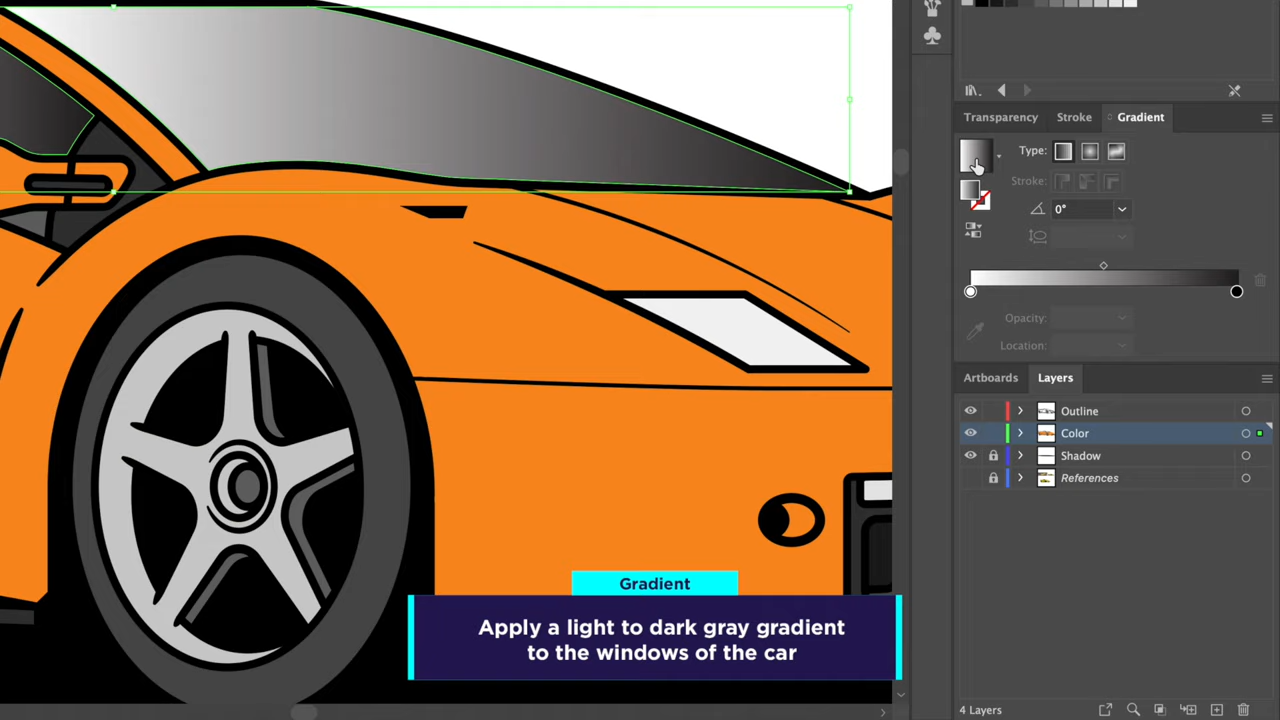 Transparency
Stroke
Gradient
Type:
Stroke:
0°
Opacity:
Location:
Artboards
Layers
Outline
Color
Shadow
References
4 Layers
Gradient
Apply a light to dark gray gradient
to the windows of the car